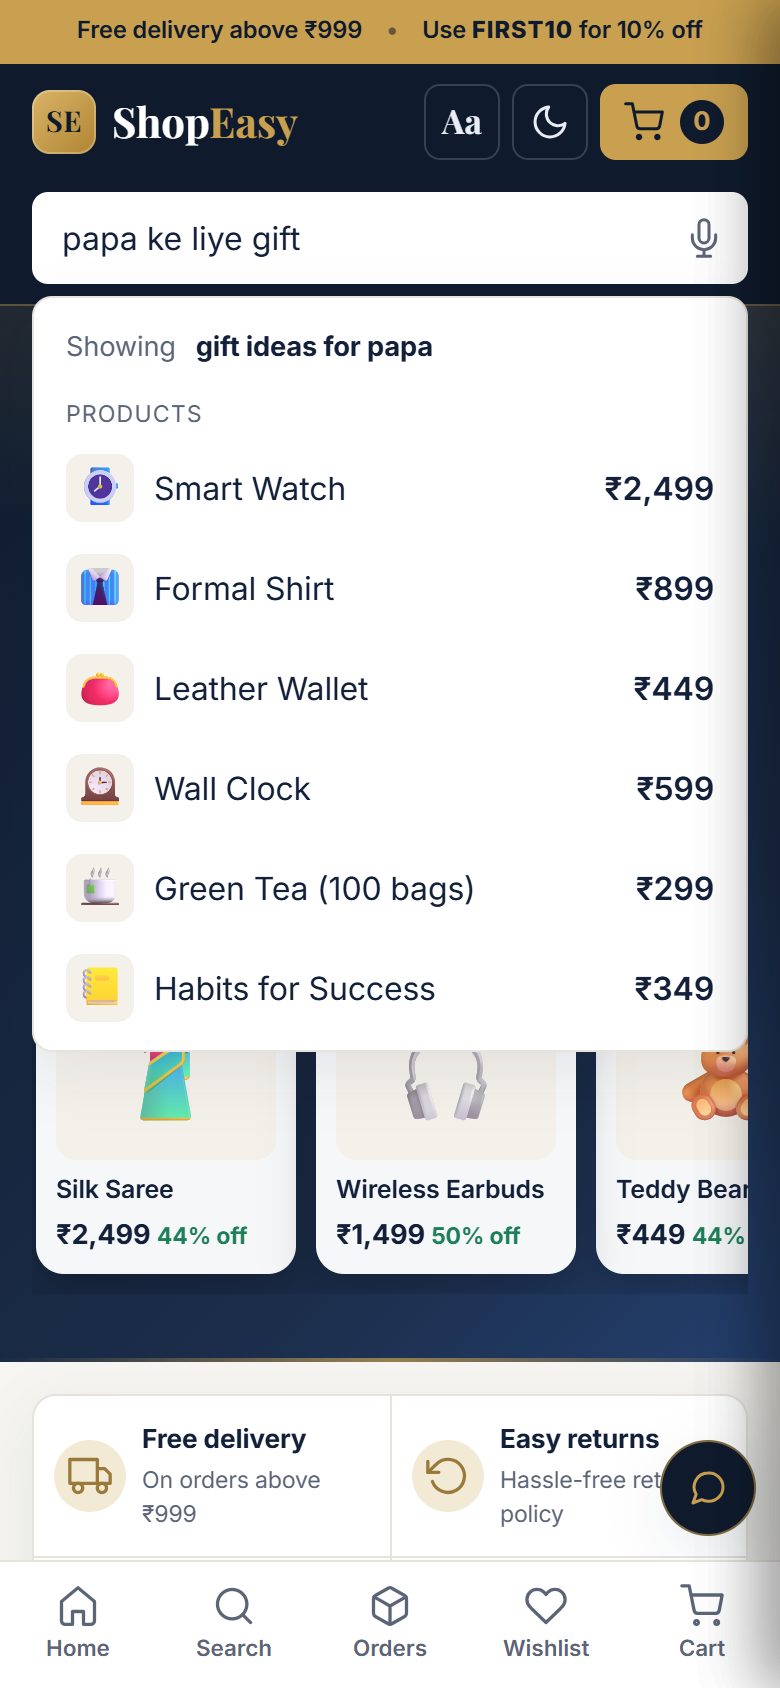 Free delivery above ₹999 • Use FIRST10 for 10% off
SE ShopEasy Aa 0
papa ke liye gift
Showing gift ideas for papa
PRODUCTS
Smart Watch ₹2,499
Formal Shirt ₹899
Leather Wallet ₹449
Wall Clock ₹599
Green Tea (100 bags) ₹299
Habits for Success ₹349
Silk Saree Wireless Earbuds Teddy Bear
₹2,499 44% off ₹1,499 50% off ₹449 44%
Free delivery Easy returns
On orders above Hassle-free ret
₹999 policy
Home Search Orders Wishlist Cart